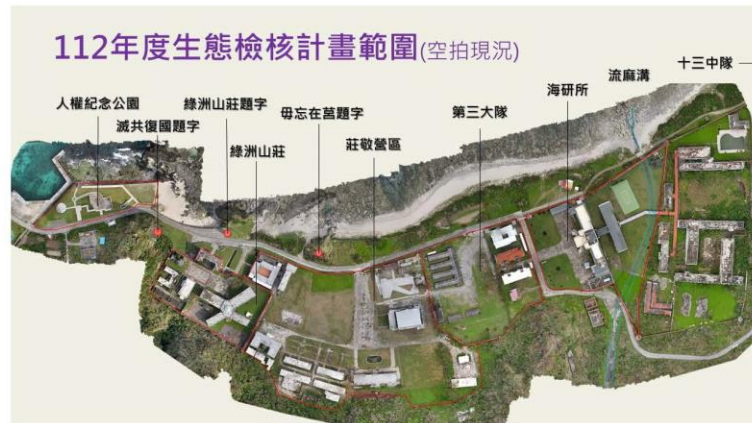 112年度生態檢核計畫範圍(空拍現況)
人權紀念公園
滅共復國題字
綠洲山莊題字
綠洲山莊
毋忘在莒題字
莊敬營區
第三大隊
海研所
流麻溝
十三中隊